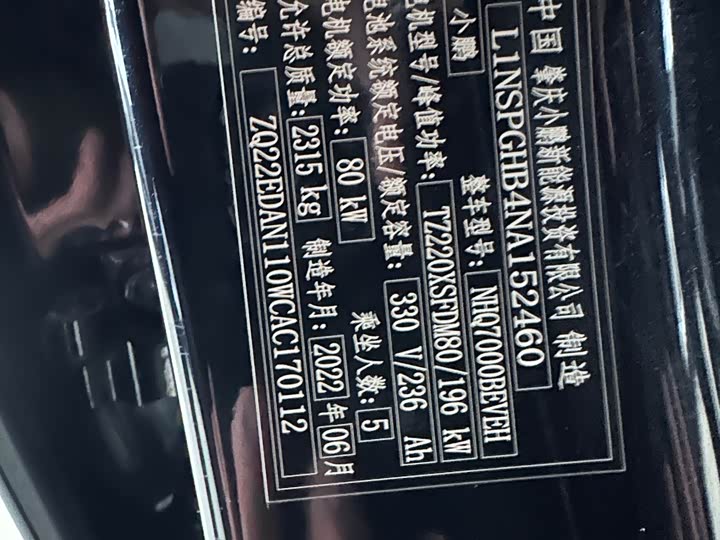 中国 肇庆小鹏新能源投资有限公司 制造
L1NSPGHB4NA152460
小鹏 整车型号: NHQ7000BEVEH
电机型号/峰值功率: TZ220XSFDM80/196 kW
电池系统额定电压/额定容量: 330 V/236 Ah
电机额定功率: 80 kW 乘坐人数: 5
允许总质量: 2315 kg 制造年月: 2022 年 06 月
编号: ZQ22EDAN110WCAC170112